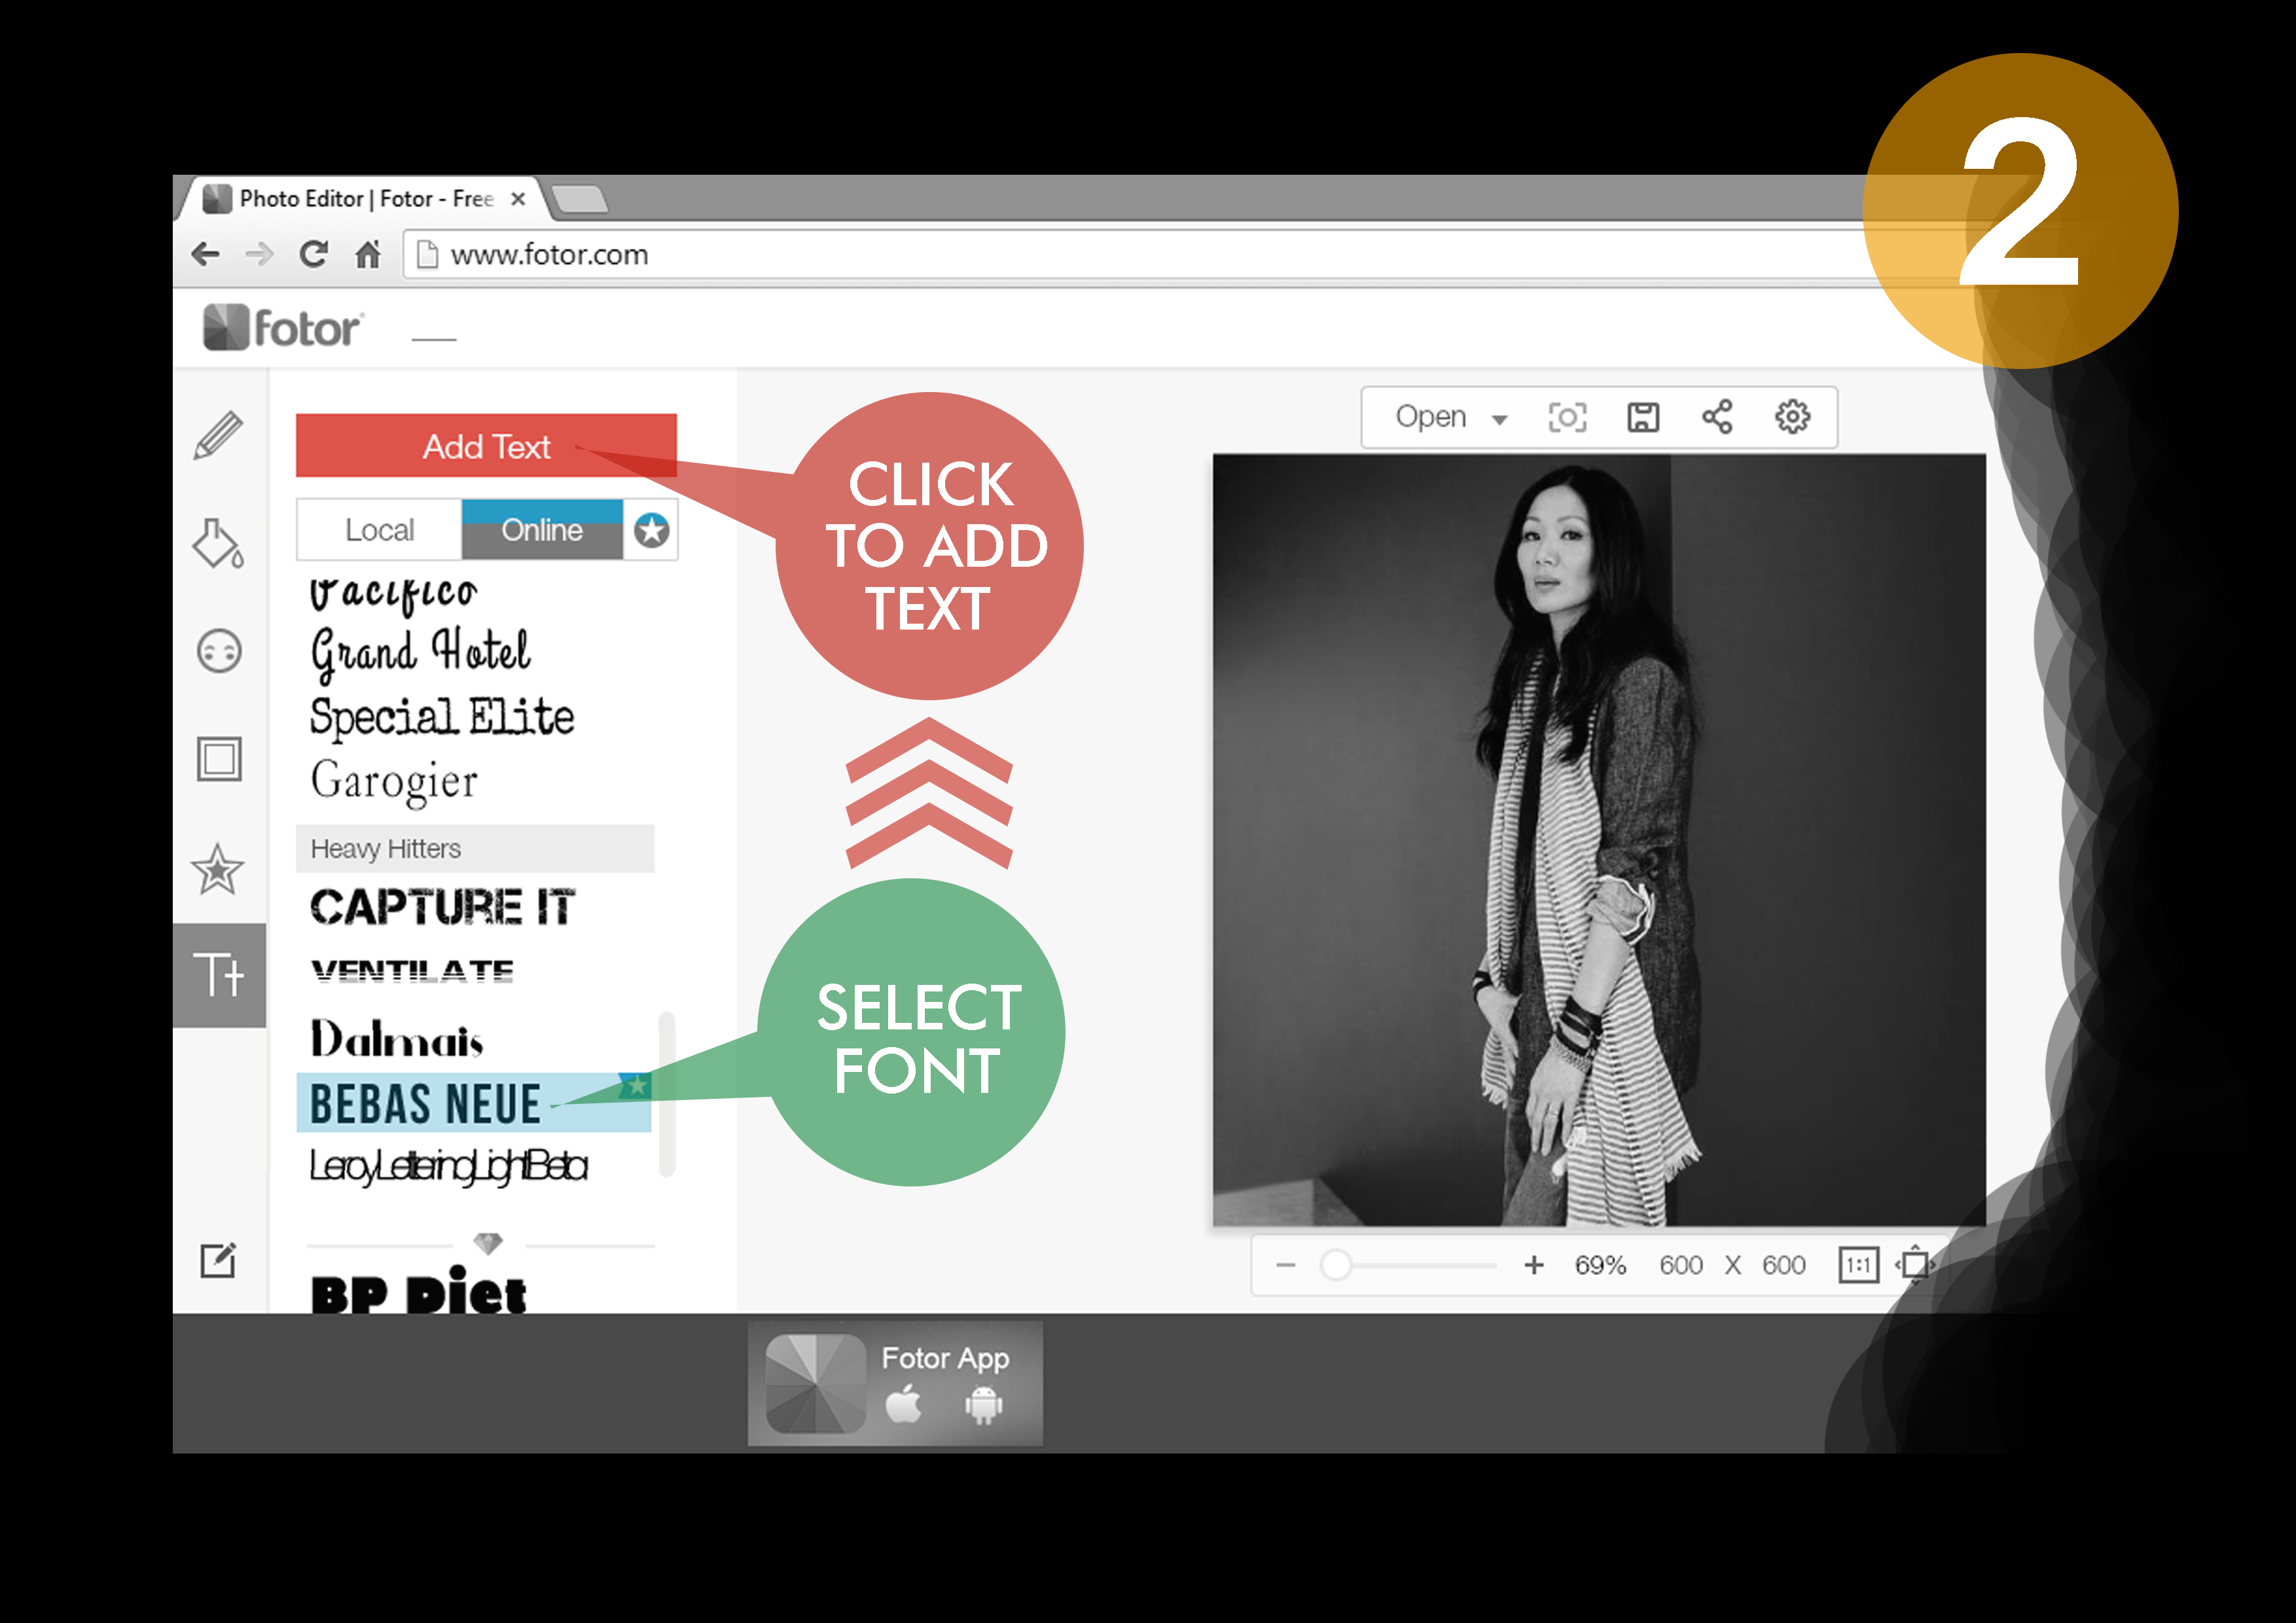 2
Photo Editor | Fotor - Free
www.fotor.com
fotor
Open
Add Text
Local Online
CLICK
TO ADD
TEXT
Pacifico
Grand Hotel
Special Elite
Garogier
Heavy Hitters
CAPTURE IT
VENTILATE
Dalmais
BEBAS NEUE
LeroyLetteringLightBeta
SELECT
FONT
BP Diet
Tt
69% 600 X 600 1:1
Fotor App